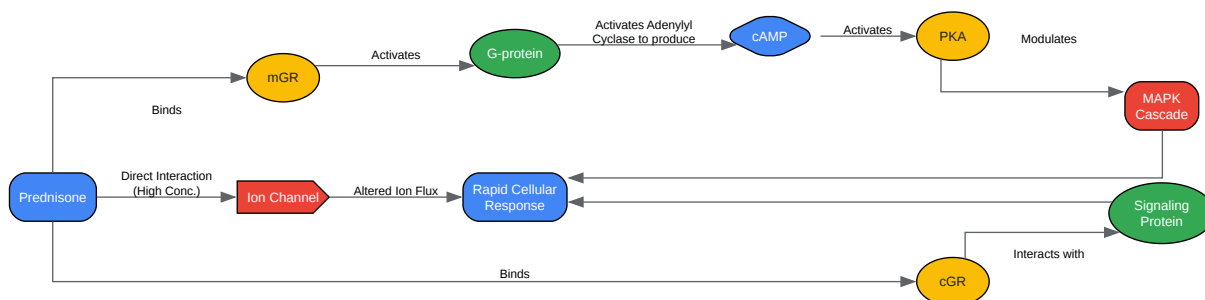 Activates Adenylyl
Cyclase to produce
cAMP
Activates
PKA
Modulates
G-protein
Activates
mGR
MAPK
Cascade
Binds
Direct Interaction
(High Conc.)
Prednisone
Ion Channel
Altered Ion Flux
Rapid Cellular
Response
Signaling
Protein
Interacts with
Binds
cGR